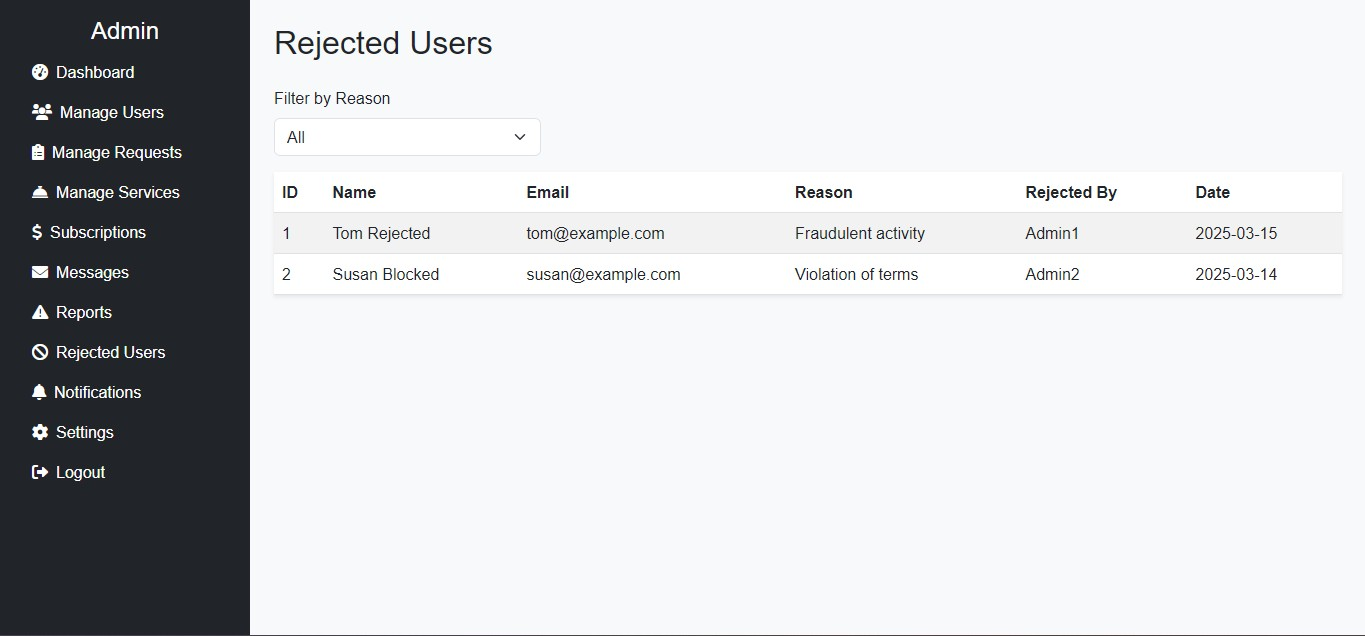 Admin
Dashboard
Manage Users
Manage Requests
Manage Services
Subscriptions
Messages
Reports
Rejected Users
Notifications
Settings
Logout
Rejected Users
Filter by Reason
All
ID Name Email Reason Rejected By Date
1 Tom Rejected tom@example.com Fraudulent activity Admin1 2025-03-15
2 Susan Blocked susan@example.com Violation of terms Admin2 2025-03-14